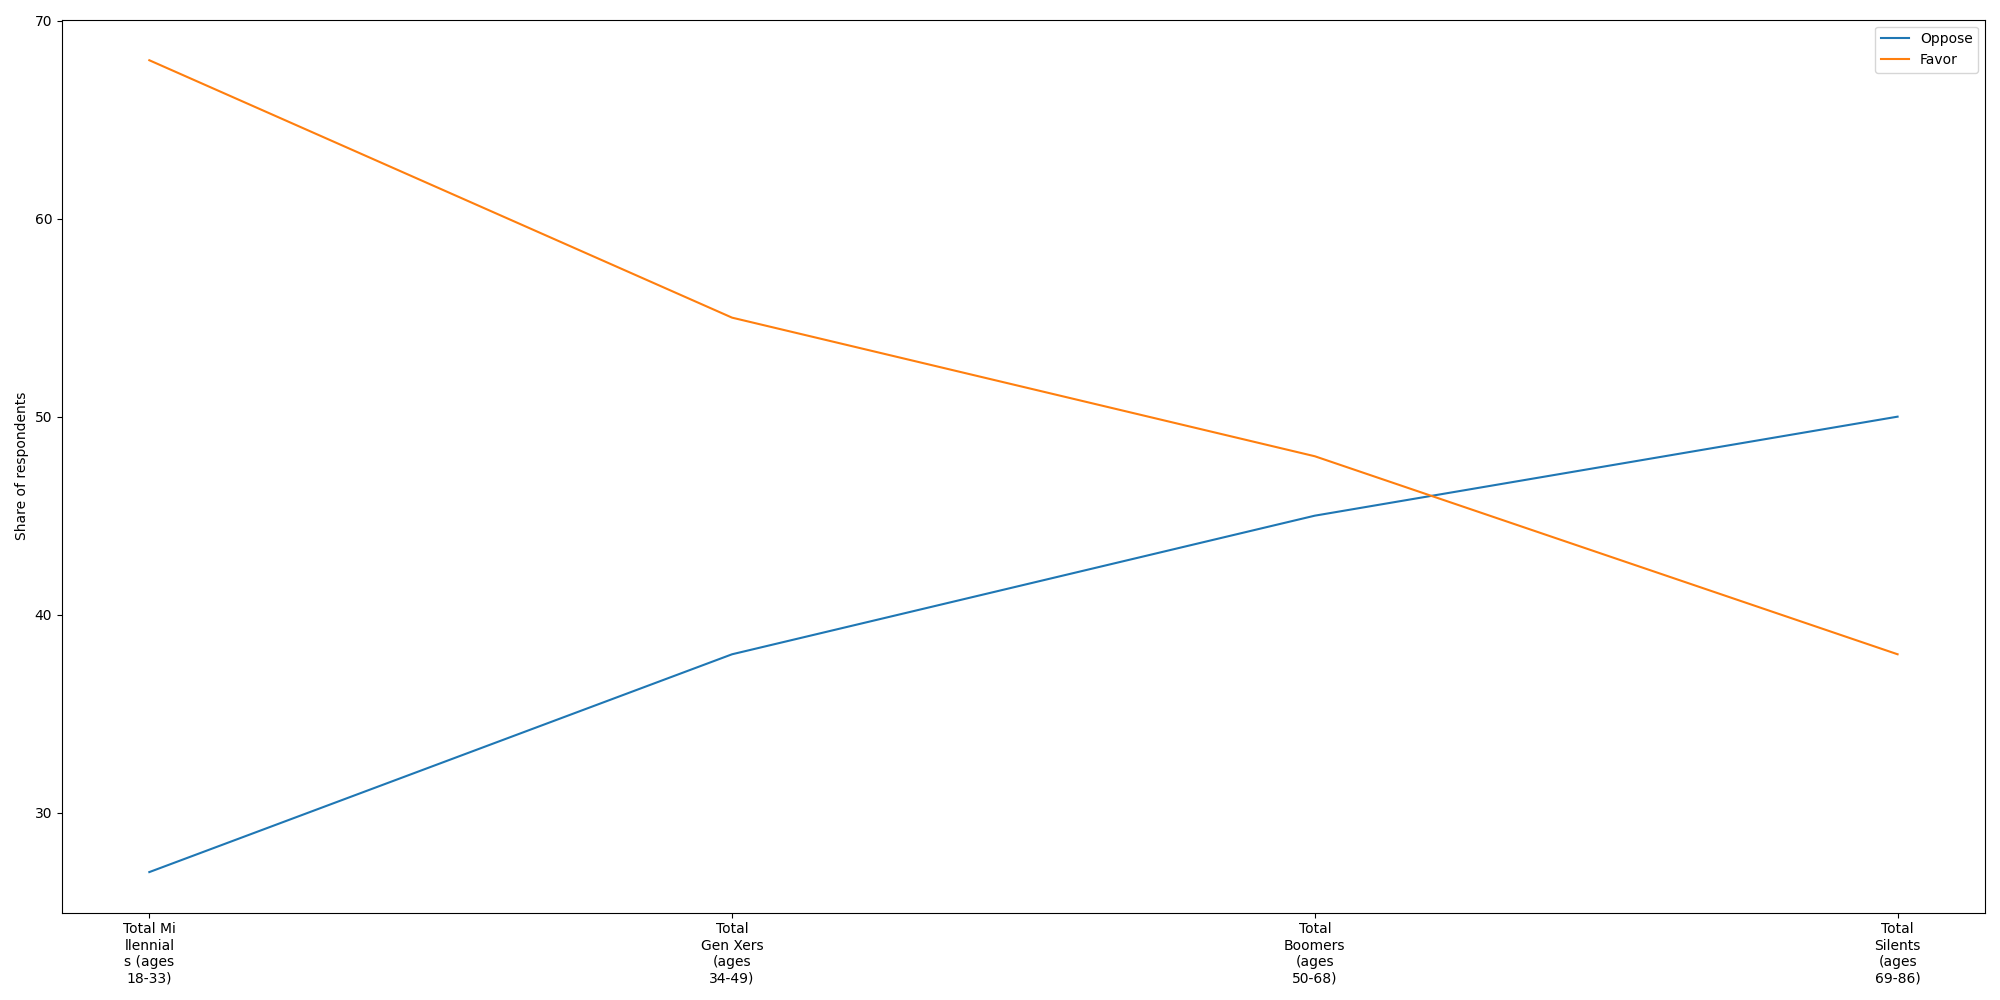 70
60
50
40
30
Share of respondents
Oppose
Favor
Total Mi
llennial
s (ages
18-33)
Total
Gen Xers
(ages
34-49)
Total
Boomers
(ages
50-68)
Total
Silents
(ages
69-86)